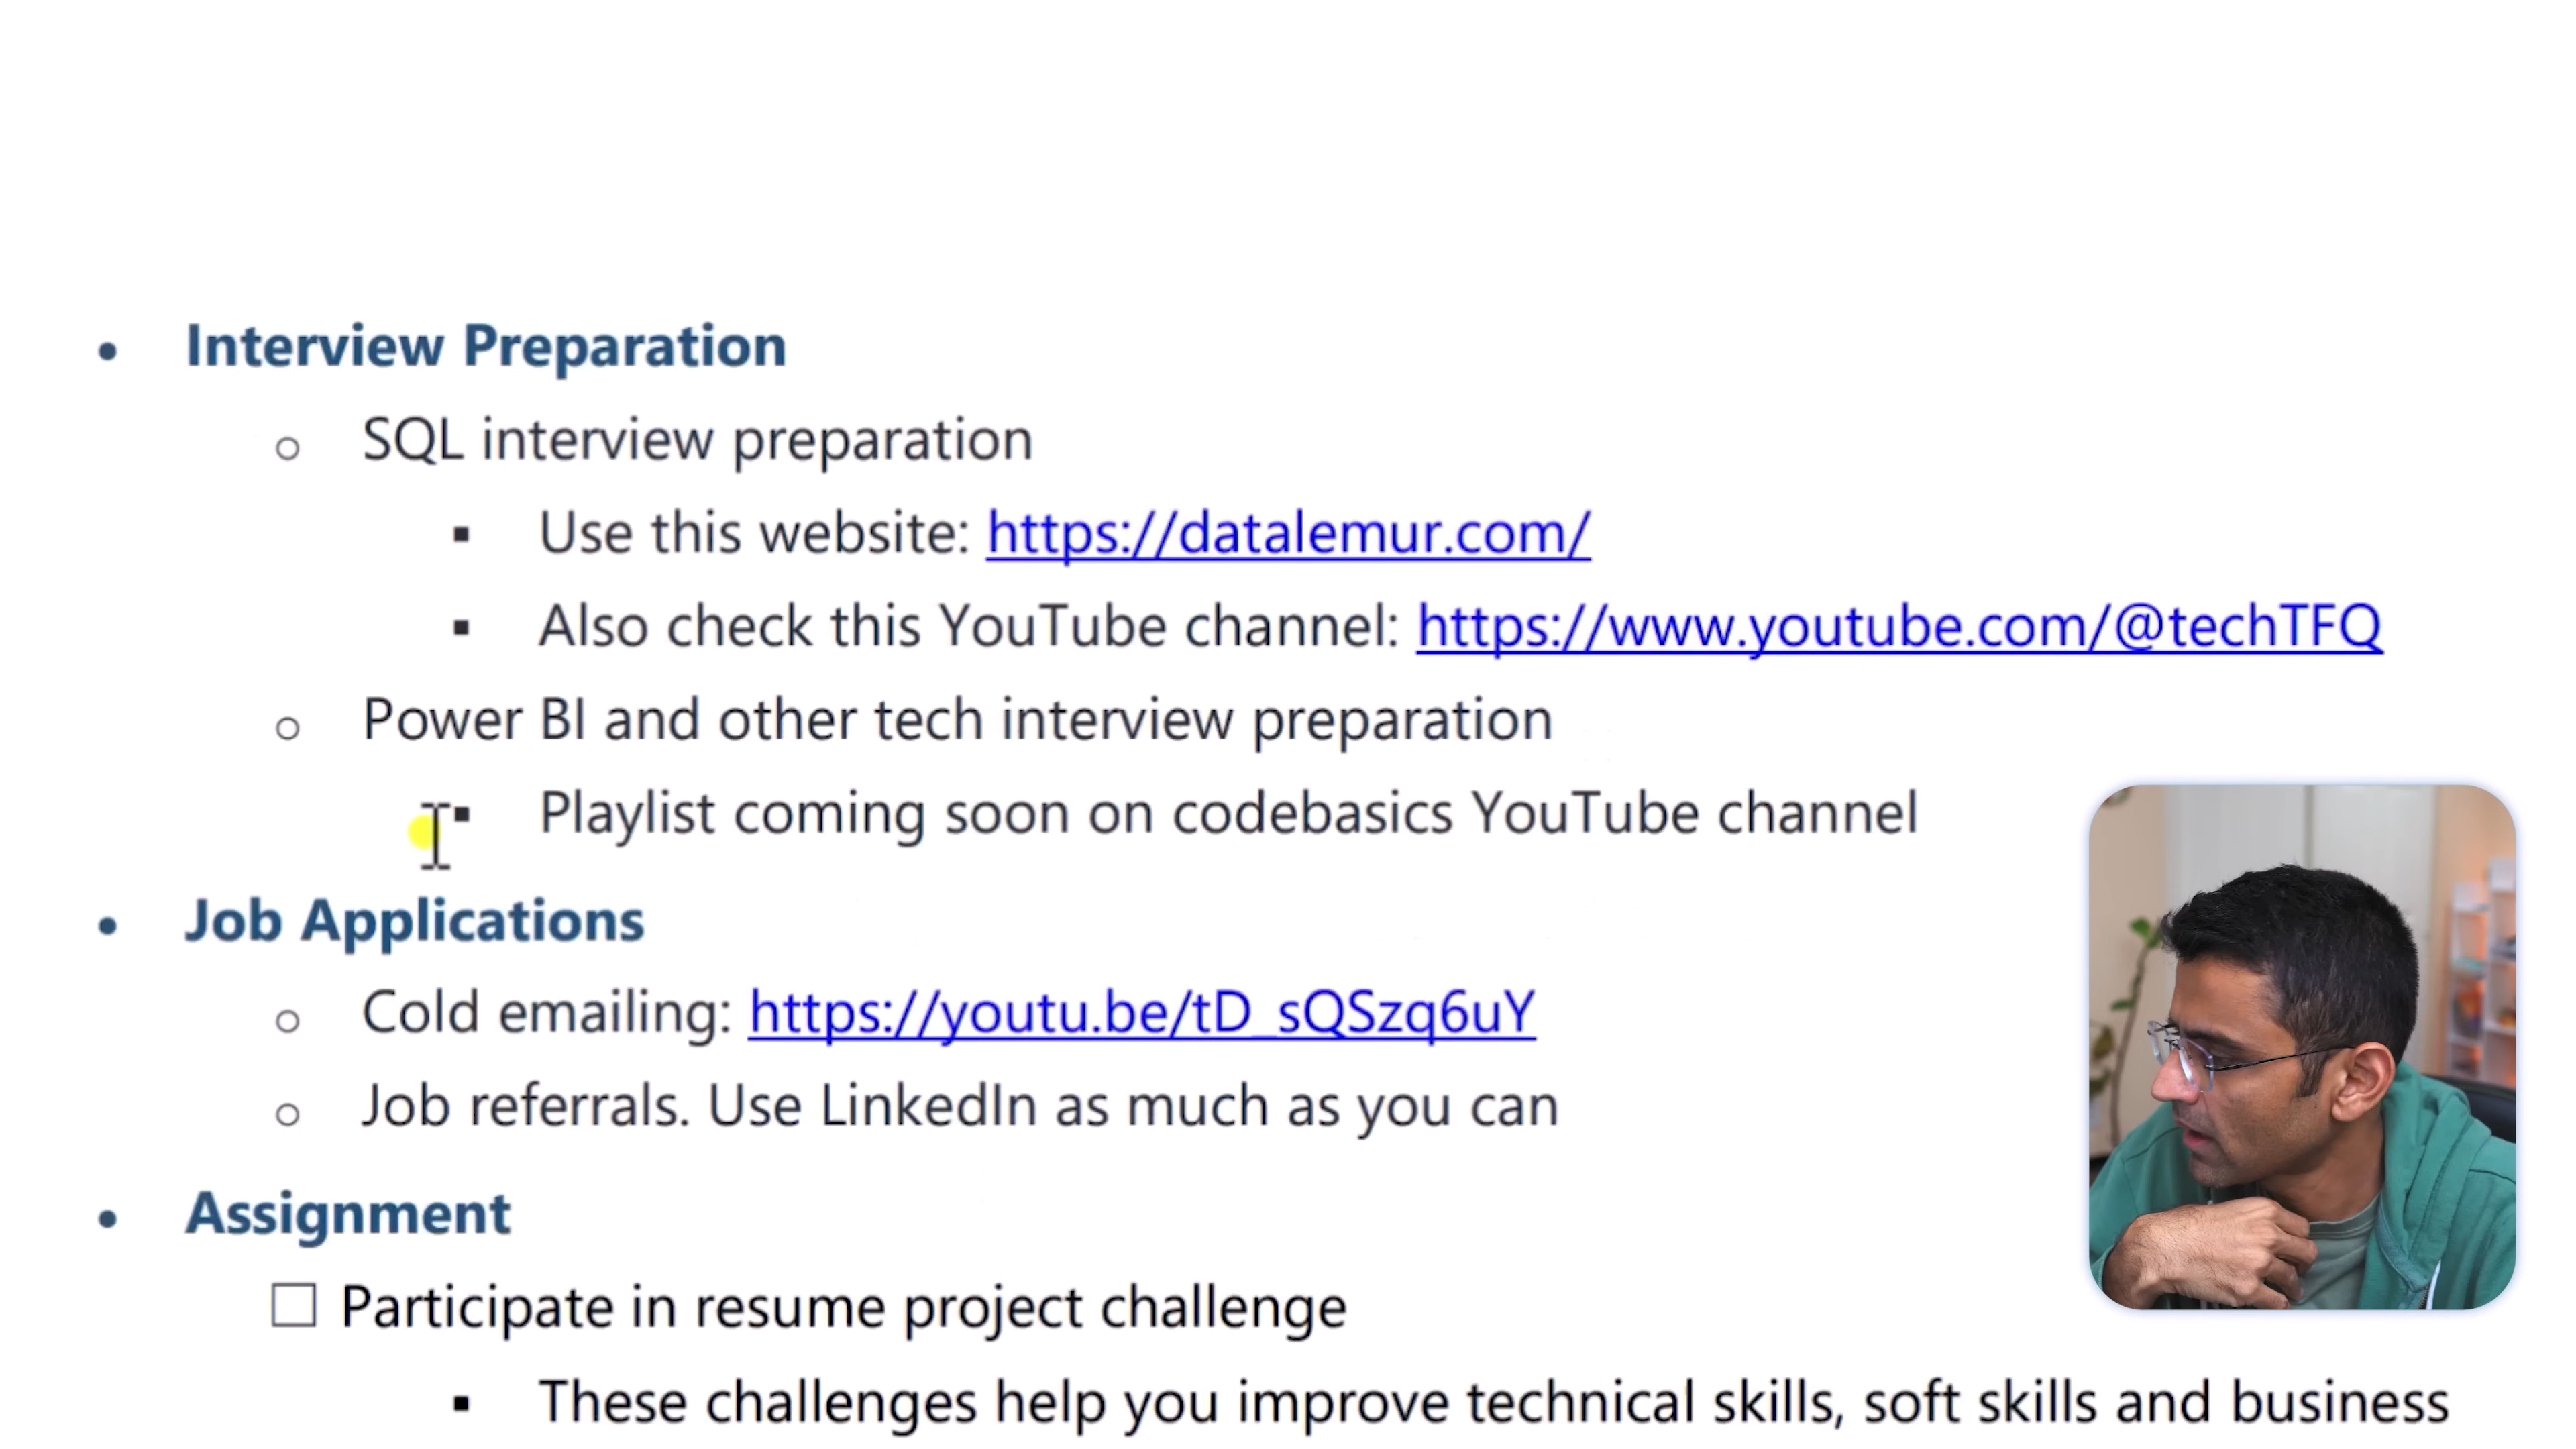 • Interview Preparation
○ SQL interview preparation
▪ Use this website: https://datalemur.com/
▪ Also check this YouTube channel: https://www.youtube.com/@techTFQ
○ Power BI and other tech interview preparation
▪ Playlist coming soon on codebasics YouTube channel
• Job Applications
○ Cold emailing: https://youtu.be/tD_sQSzq6uY
○ Job referrals. Use LinkedIn as much as you can
• Assignment
☐ Participate in resume project challenge
▪ These challenges help you improve technical skills, soft skills and business